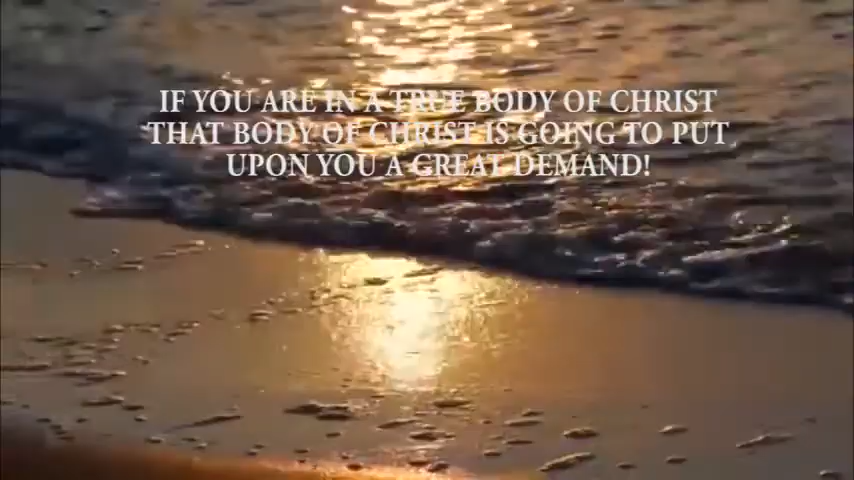 IF YOU ARE IN A TRUE BODY OF CHRIST
THAT BODY OF CHRIST IS GOING TO PUT
UPON YOU A GREAT DEMAND!